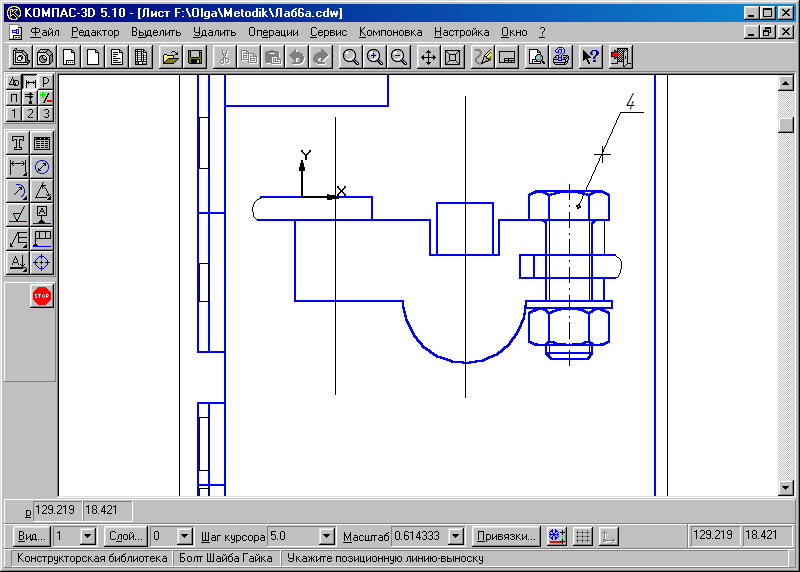 КОМПАС-3D 5.10 - [Лист F:\Olga\Metodik\Лаб6а.cdw]
Файл Редактор Выделить Удалить Операции Сервис Компоновка Настройка Окно ?
P
П
1 2 3
T
A
A
STOP
4
Y
X
p 129.219 18.421
Вид... 1 Слой... 0 Шаг курсора 5.0 Масштаб 0.614333 Привязки... 129.219 18.421
Конструкторская библиотека Болт Шайба Гайка Укажите позиционную линию-выноску